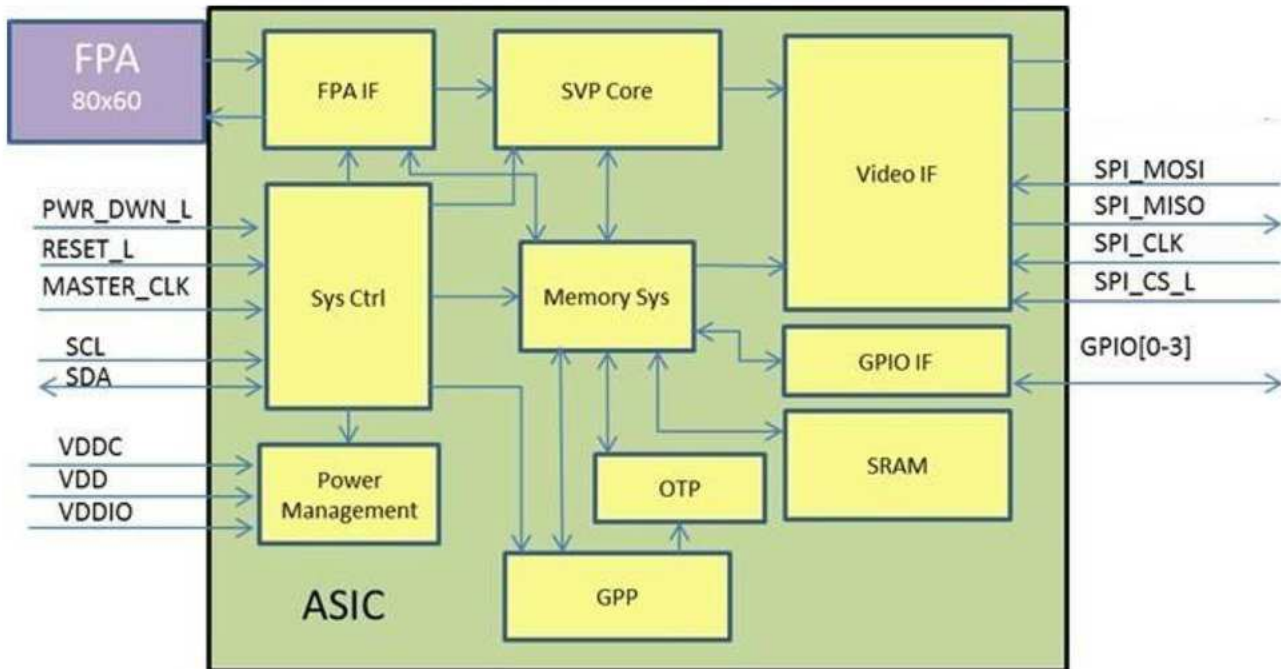 FPA
80x60
FPA IF
SVP Core
Video IF
SPI_MOSI
SPI_MISO
SPI_CLK
SPI_CS_L
PWR_DWN_L
RESET_L
MASTER_CLK
Sys Ctrl
Memory Sys
SCL
SDA
GPIO IF
GPIO[0-3]
VDDC
VDD
VDDIO
Power
Management
OTP
SRAM
GPP
ASIC